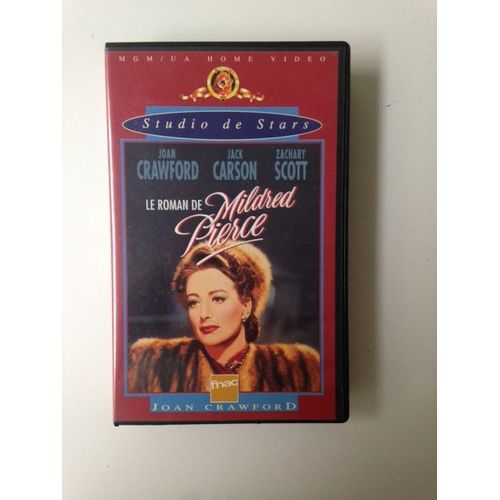 MGM/UA HOME VIDEO
Studio de Stars
JOAN CRAWFORD
JACK CARSON
ZACHARY SCOTT
LE ROMAN DE Mildred
Pierce
fnac
JOAN CRAWFORD